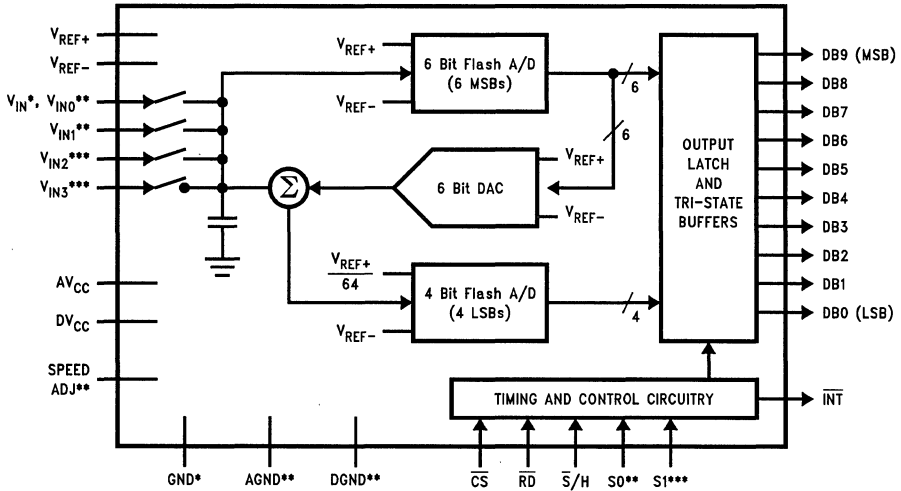 V_REF+
V_REF−
V_IN*, V_IN0**
V_IN1**
V_IN2***
V_IN3***
AV_CC
DV_CC
SPEED
ADJ**
V_REF+
V_REF−
6 Bit Flash A/D
(6 MSBs)
6
6
Σ
6 Bit DAC
V_REF+
V_REF−
V_REF+
64
V_REF−
4 Bit Flash A/D
(4 LSBs)
4
OUTPUT
LATCH
AND
TRI-STATE
BUFFERS
DB9 (MSB)
DB8
DB7
DB6
DB5
DB4
DB3
DB2
DB1
DB0 (LSB)
TIMING AND CONTROL CIRCUITRY
I̅N̅T̅
GND*
AGND**
DGND**
C̅S̅
R̅D̅
S̅/H
S0**
S1***